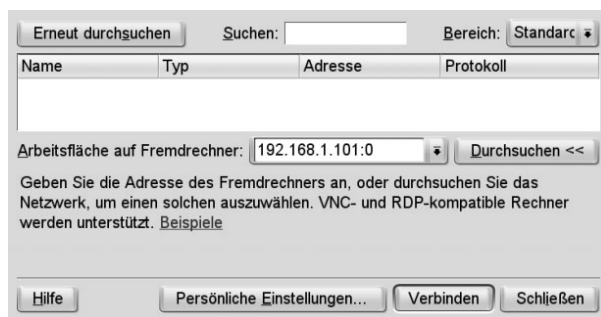 Erneut durchsuchen Suchen: Bereich: Standard
Name Typ Adresse Protokoll
Arbeitsfläche auf Fremdrechner: 192.168.1.101:0 Durchsuchen <<
Geben Sie die Adresse des Fremdrechners an, oder durchsuchen Sie das
Netzwerk, um einen solchen auszuwählen. VNC- und RDP-kompatible Rechner
werden unterstützt. Beispiele
Hilfe Persönliche Einstellungen... Verbinden Schließen